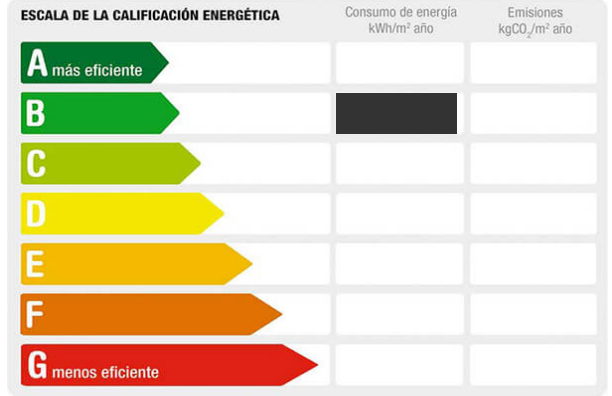 ESCALA DE LA CALIFICACIÓN ENERGÉTICA
Consumo de energía
kWh/m² año
Emisiones
kgCO₂/m² año
A más eficiente
B
C
D
E
F
G menos eficiente